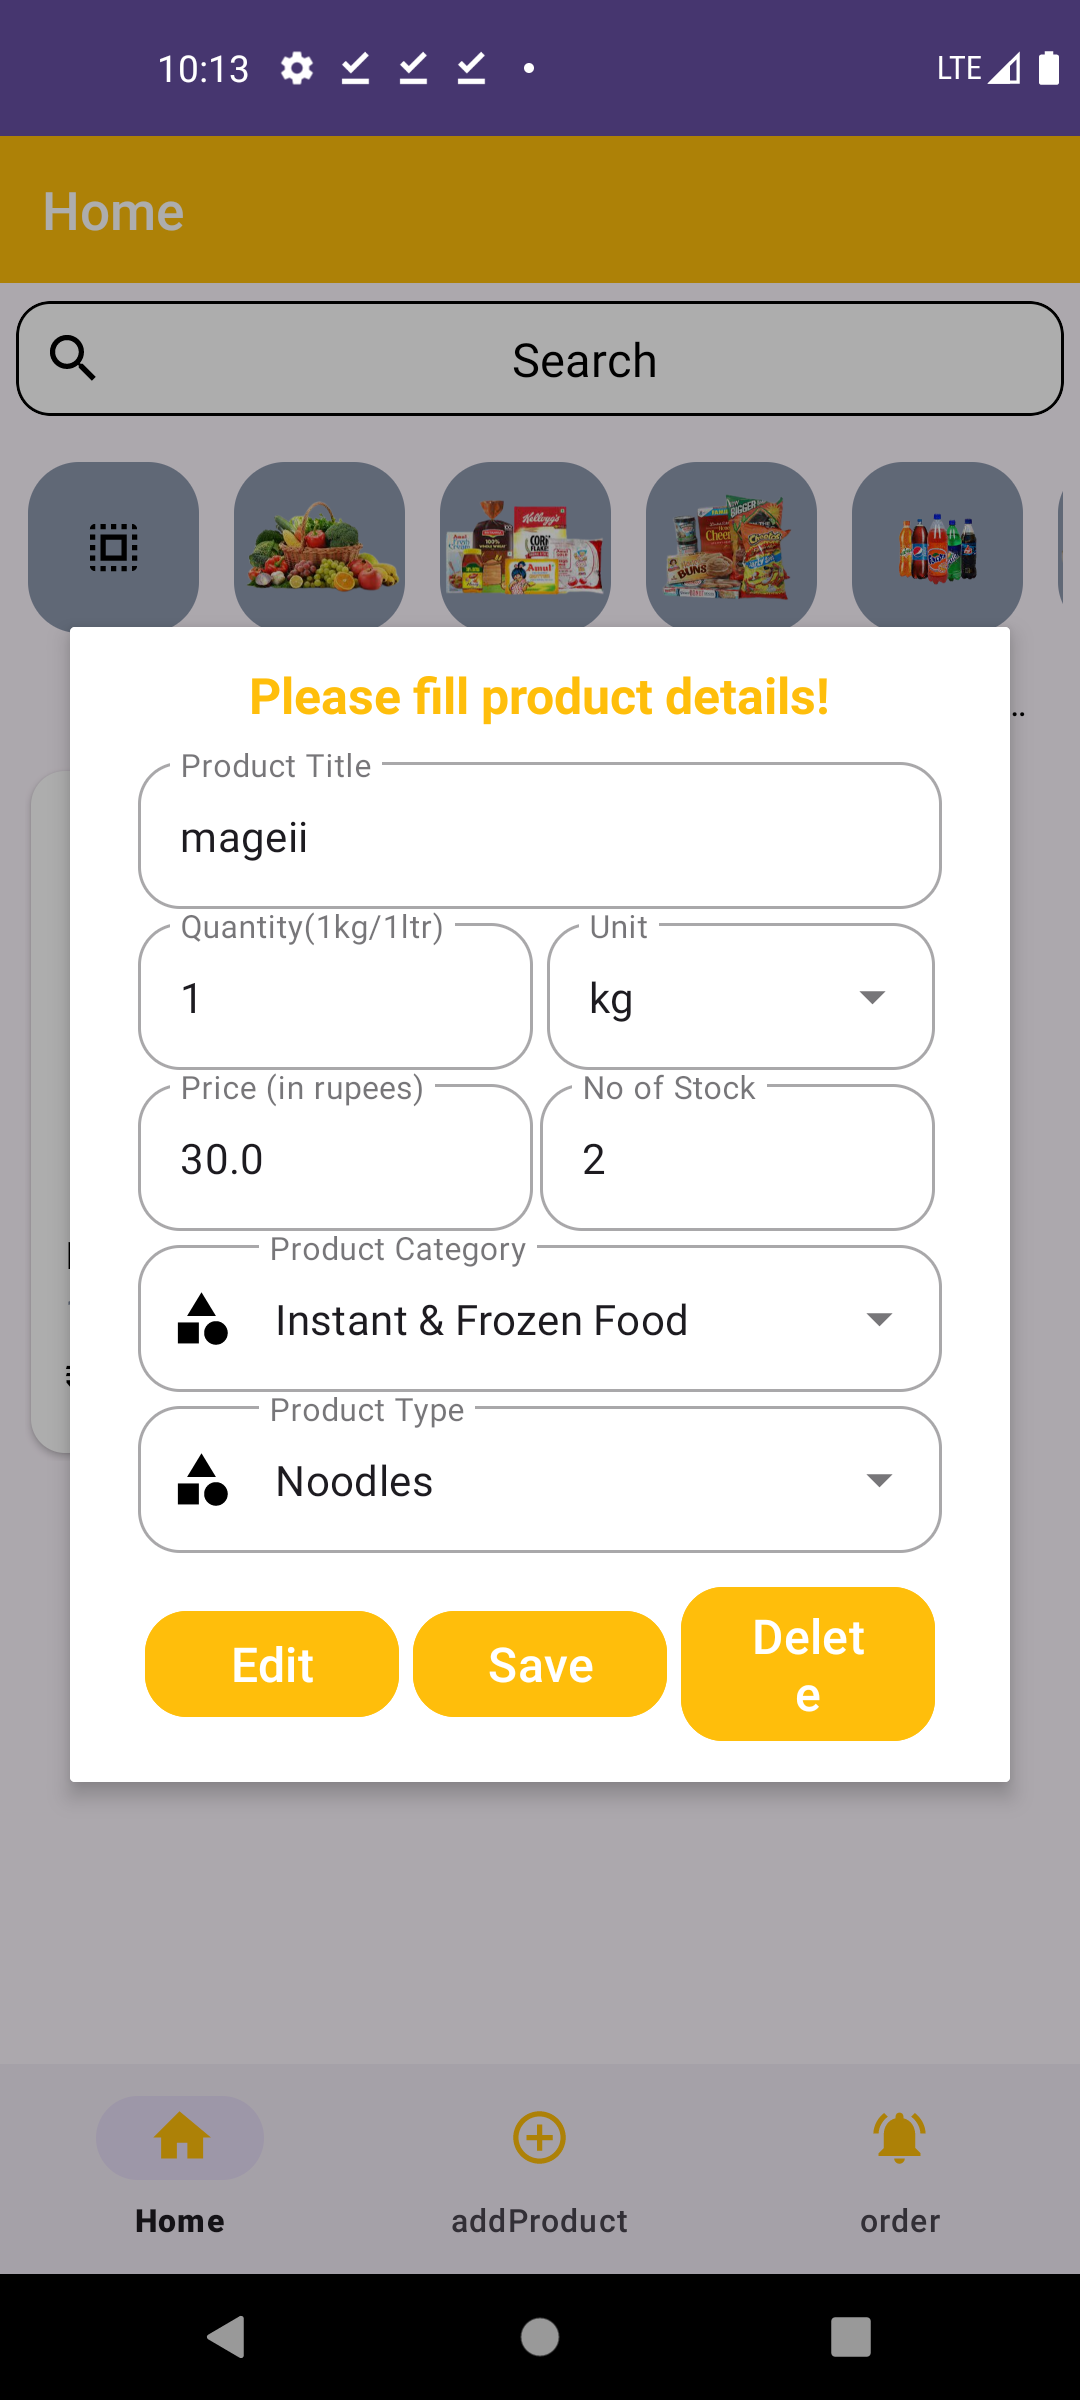 10:13
LTE
Home
Search
Please fill product details!
Product Title
mageii
Quantity(1kg/1ltr)
Unit
1
kg
Price (in rupees)
No of Stock
30.0
2
Product Category
Instant & Frozen Food
Product Type
Noodles
Edit
Save
Delet
e
Home
addProduct
order